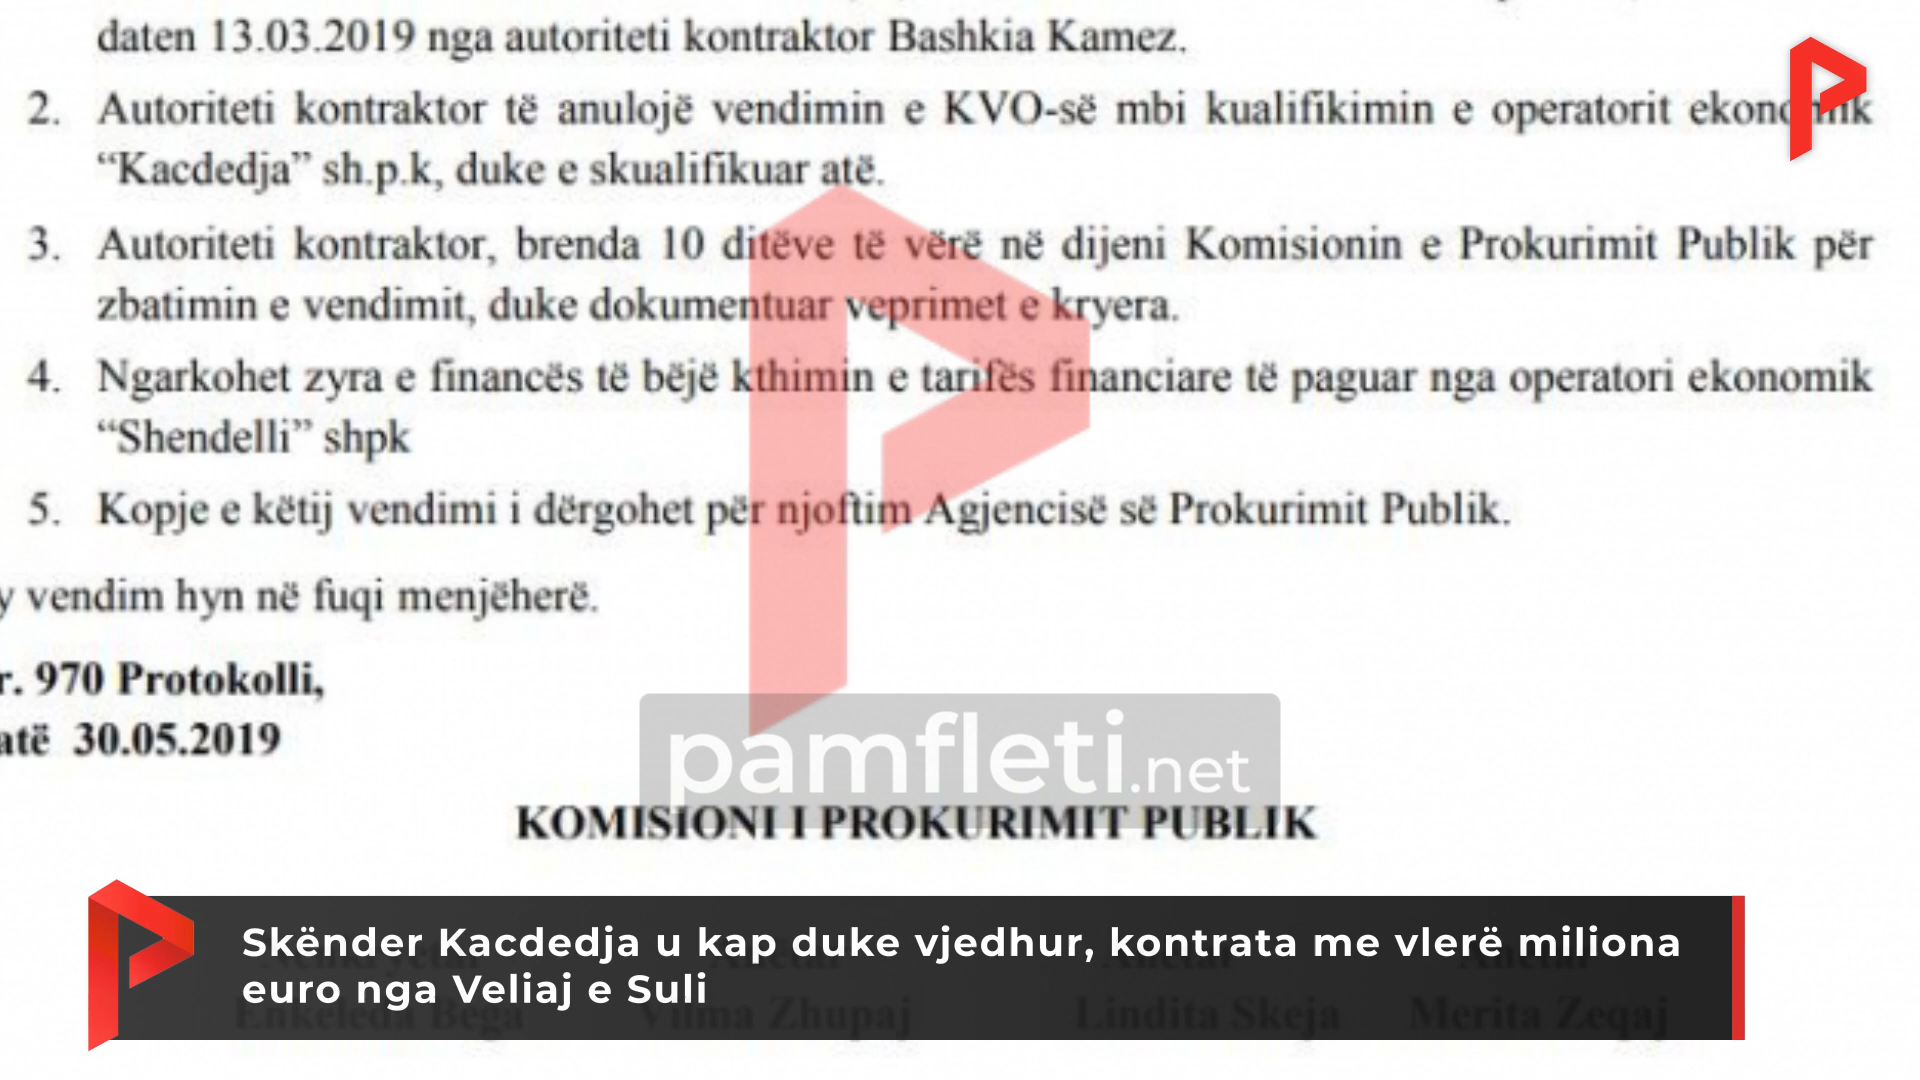 daten 13.03.2019 nga autoriteti kontraktor Bashkia Kamez.
2. Autoriteti kontraktor të anulojë vendimin e KVO-së mbi kualifikimin e operatorit ekonomik
“Kacdedja” sh.p.k, duke e skualifikuar atë.
3. Autoriteti kontraktor, brenda 10 ditëve të vërë në dijeni Komisionin e Prokurimit Publik për
zbatimin e vendimit, duke dokumentuar veprimet e kryera.
4. Ngarkohet zyra e financës të bëjë kthimin e tarifës financiare të paguar nga operatori ekonomik
“Shendelli” shpk
5. Kopje e këtij vendimi i dërgohet për njoftim Agjencisë së Prokurimit Publik.
y vendim hyn në fuqi menjëherë.
r. 970 Protokolli,
atë 30.05.2019
pamfleti.net
KOMISIONI I PROKURIMIT PUBLIK
Skënder Kacdedja u kap duke vjedhur, kontrata me vlerë miliona
euro nga Veliaj e Suli
Enkeleda Bega Vilma Zhupaj Lindita Skeja Merita Zeqaj